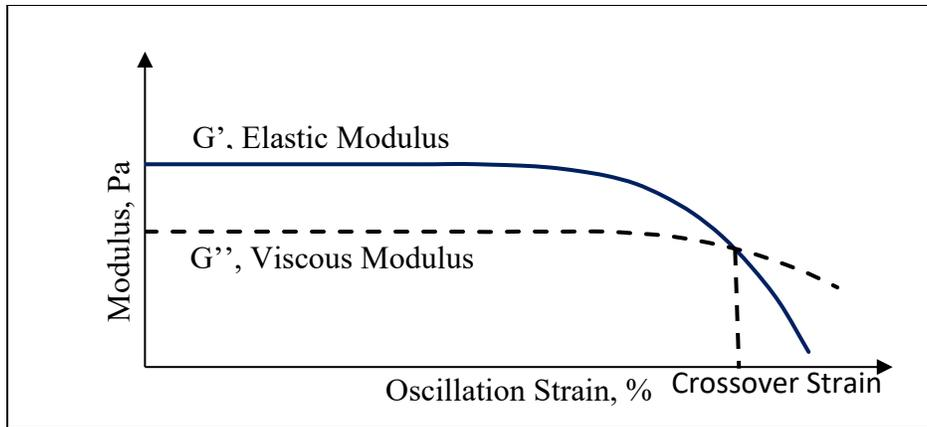 G’, Elastic Modulus
Modulus, Pa
G’’, Viscous Modulus
Oscillation Strain, %
Crossover Strain